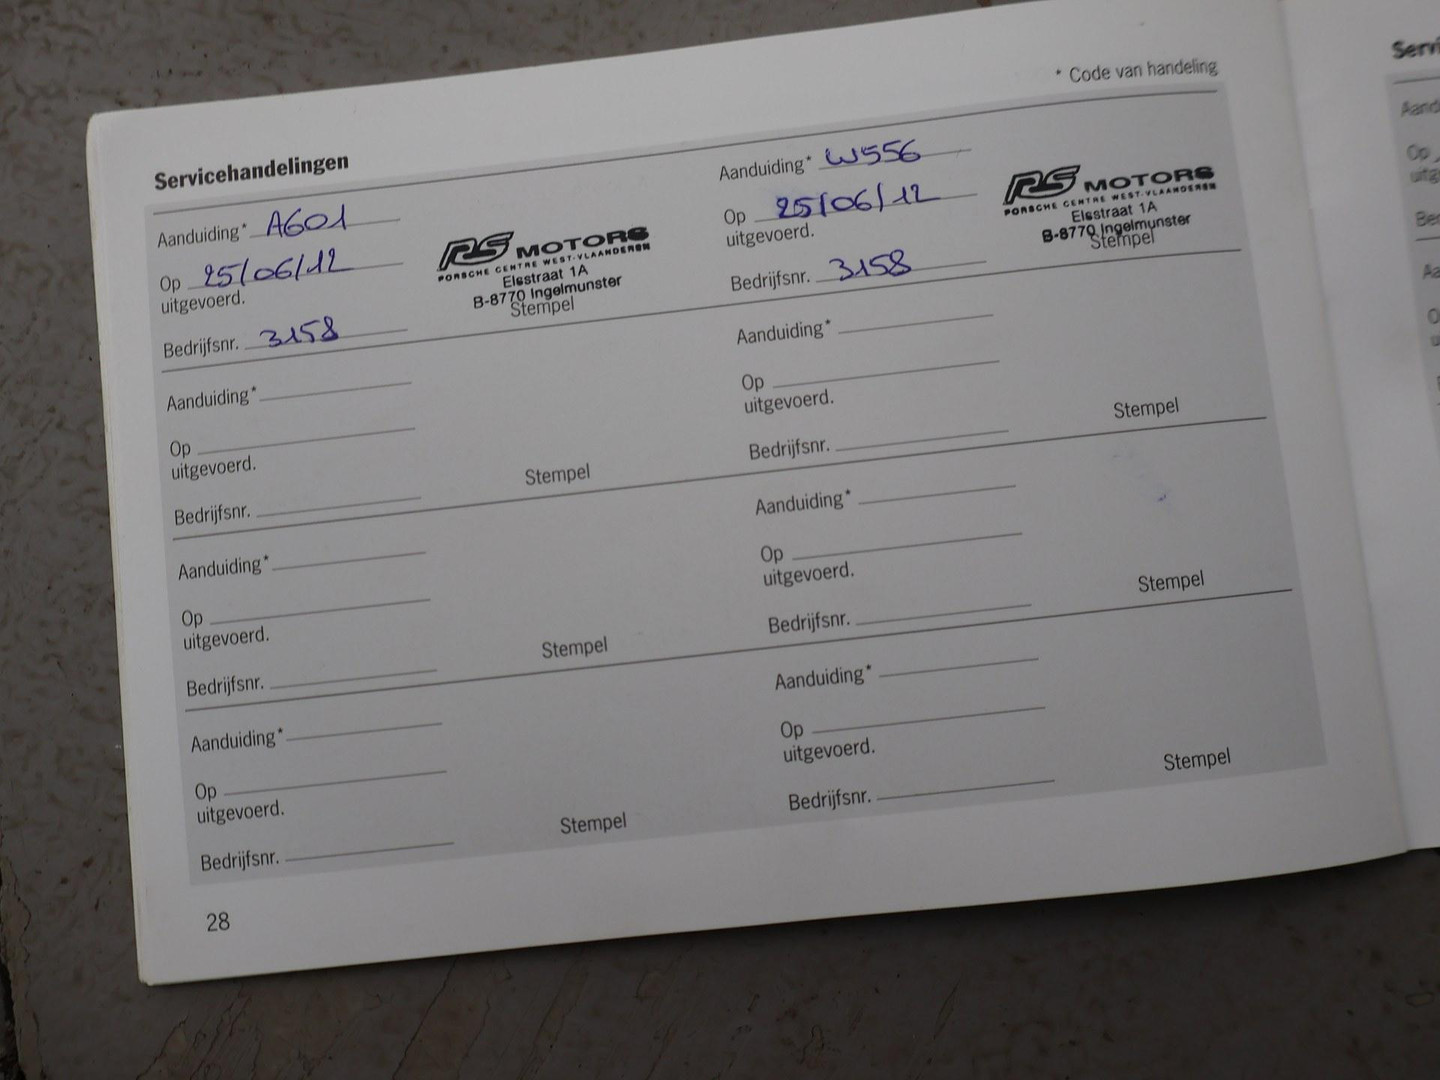 * Code van handeling
Servicehandelingen
Aanduiding* A601
Op 25/06/12
uitgevoerd.
Bedrijfsnr. 3158
RS MOTORS
PORSCHE CENTRE WEST-VLAANDEREN
Elsstraat 1A
B-8770 Ingelmunster
Stempel
Aanduiding* W556
Op 25/06/12
uitgevoerd.
Bedrijfsnr. 3158
RS MOTORS
PORSCHE CENTRE WEST-VLAANDEREN
Elsstraat 1A
B-8770 Ingelmunster
Stempel
Aanduiding*
Op
uitgevoerd.
Bedrijfsnr.
Stempel
Aanduiding*
Op
uitgevoerd.
Bedrijfsnr.
Stempel
Aanduiding*
Op
uitgevoerd.
Bedrijfsnr.
Stempel
Aanduiding*
Op
uitgevoerd.
Bedrijfsnr.
Stempel
Aanduiding*
Op
uitgevoerd.
Bedrijfsnr.
Stempel
Aanduiding*
Op
uitgevoerd.
Bedrijfsnr.
Stempel
28